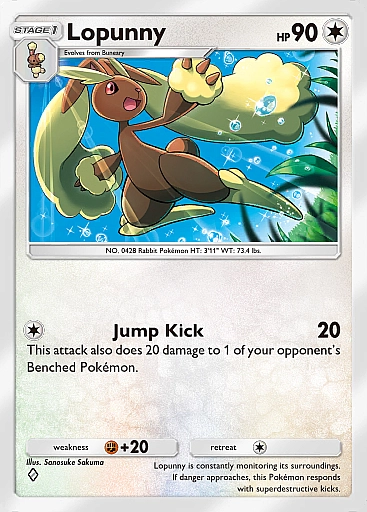 STAGE 1
Lopunny
HP 90
Evolves from Buneary
NO. 0428 Rabbit Pokémon HT: 3'11" WT: 73.4 lbs.
Jump Kick 20
This attack also does 20 damage to 1 of your opponent's
Benched Pokémon.
weakness +20 retreat
Illus. Sanosuke Sakuma
Lopunny is constantly monitoring its surroundings.
If danger approaches, this Pokémon responds
with superdestructive kicks.